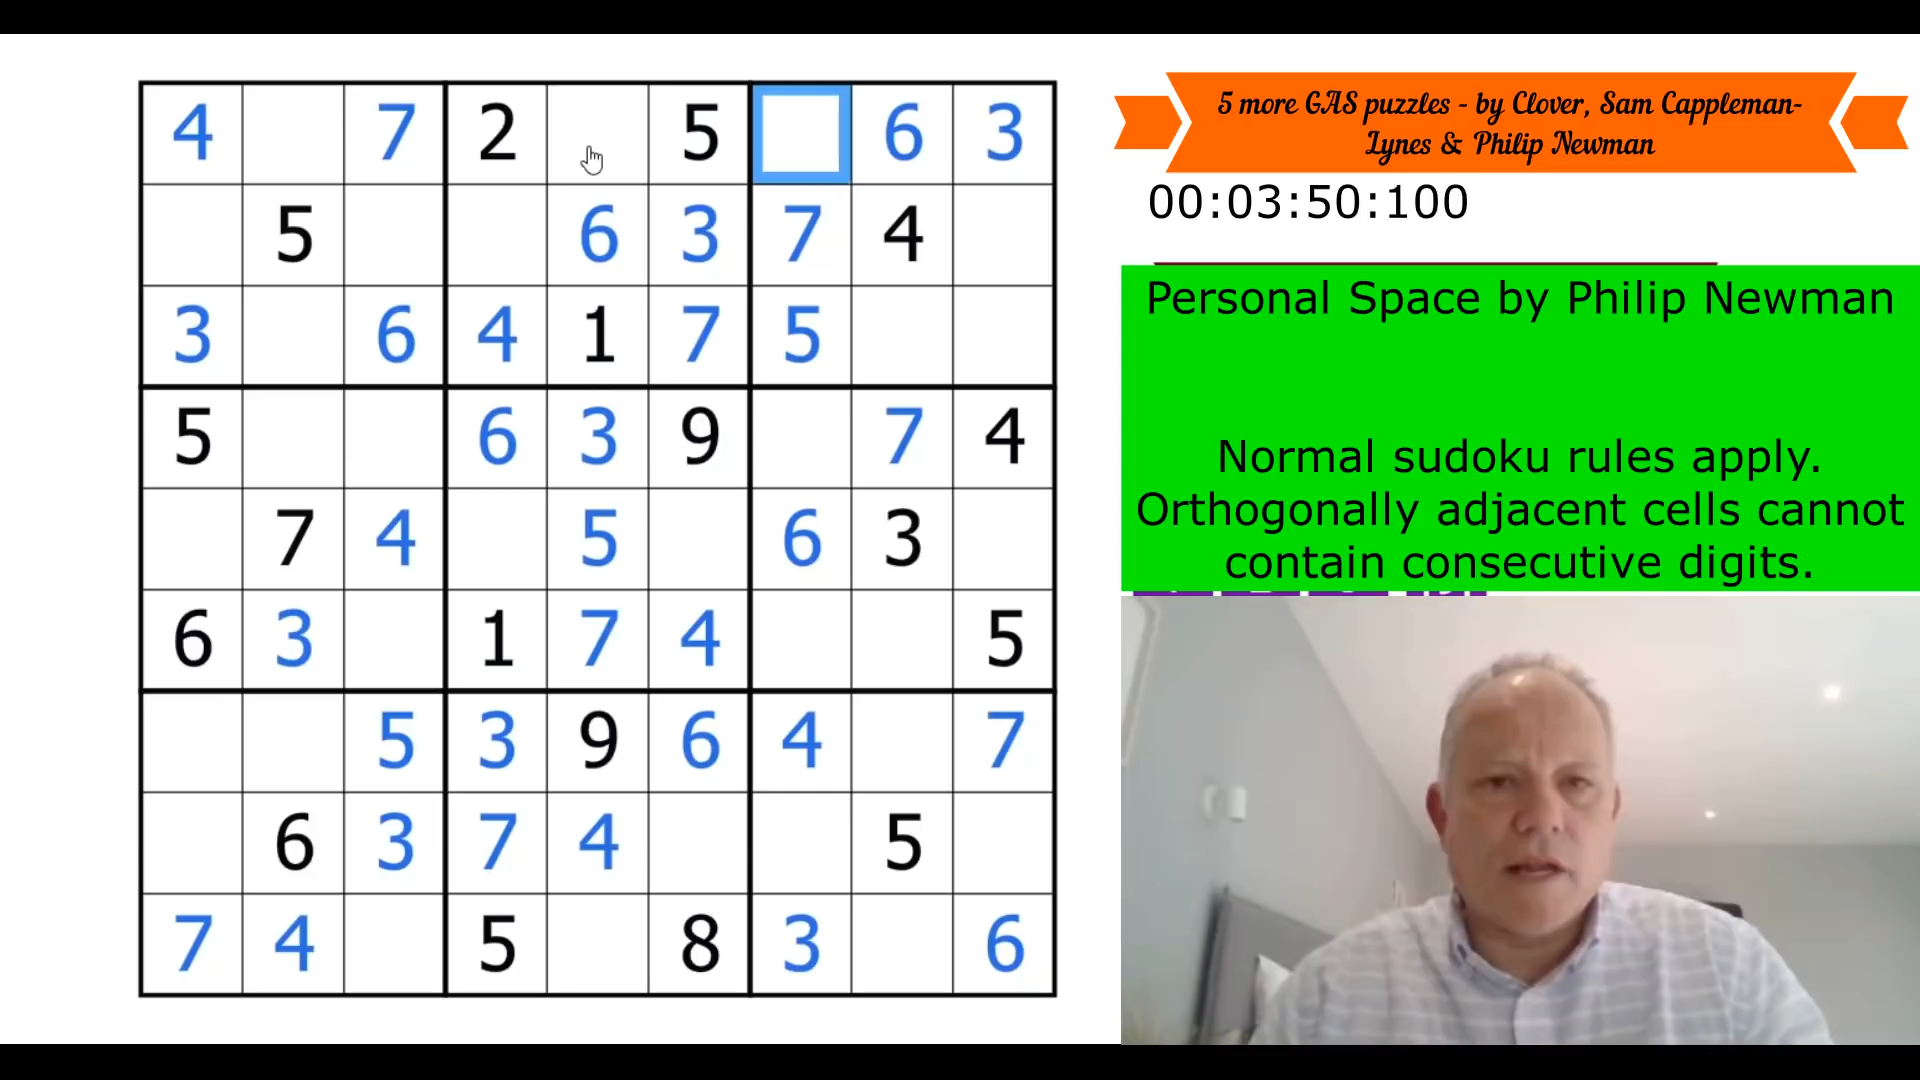 5 more GAS puzzles - by Clover, Sam Cappleman-
Lynes & Philip Newman
00:03:50:100
Personal Space by Philip Newman
Normal sudoku rules apply.
Orthogonally adjacent cells cannot
contain consecutive digits.
4 7 2 5 6 3
5 6 3 7 4
3 6 4 1 7 5
5 6 3 9 7 4
7 4 5 6 3
6 3 1 7 4 5
5 3 9 6 4 7
6 3 7 4 5
7 4 5 8 3 6